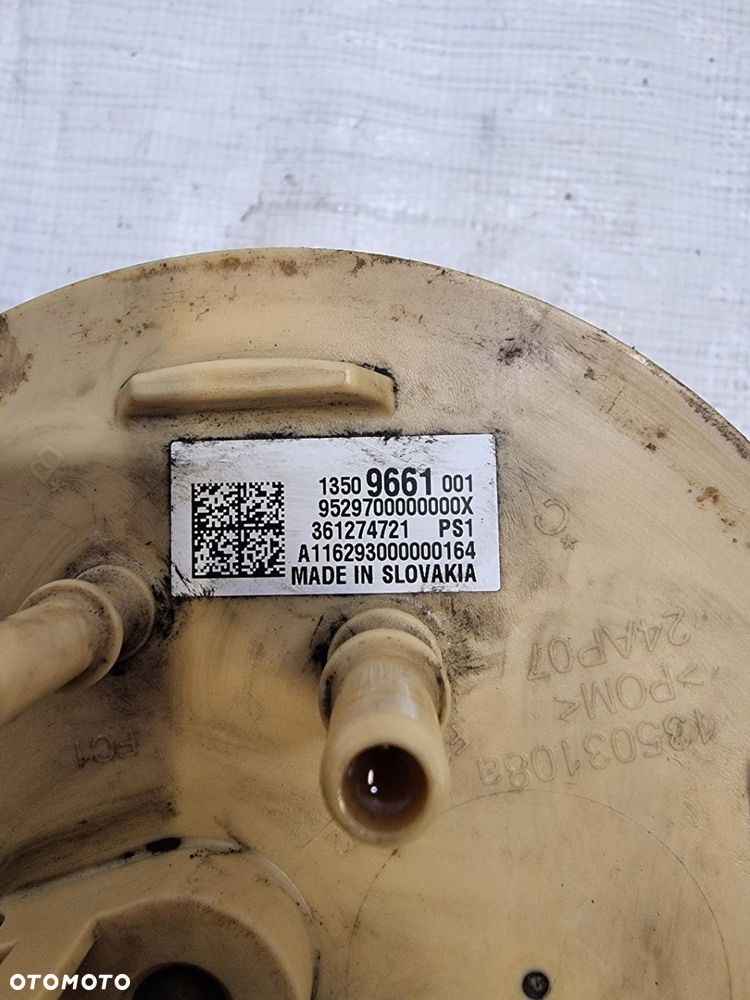 1350 9661 001
9529700000000X
361274721 PS1
A116293000000164
MADE IN SLOVAKIA
*C
24AP07
>POM<
13503108a
OTOMOTO